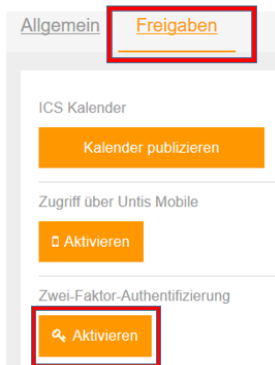 Allgemein Freigaben
ICS Kalender
Kalender publizieren
Zugriff über Untis Mobile
Aktivieren
Zwei-Faktor-Authentifizierung
Aktivieren